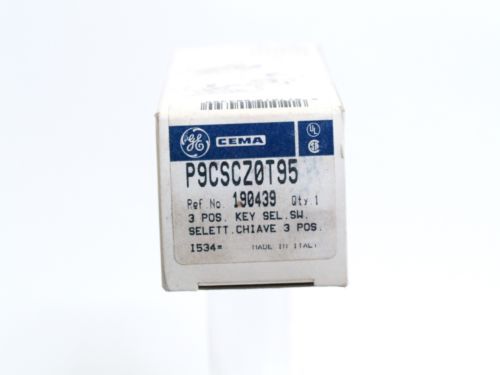 GE CEMA UL
P9CSCZ0T95
Ref No. 190439 Qty.1
3 POS. KEY SEL.SW.
SELETT.CHIAVE 3 POS.
I534= MADE IN ITALY